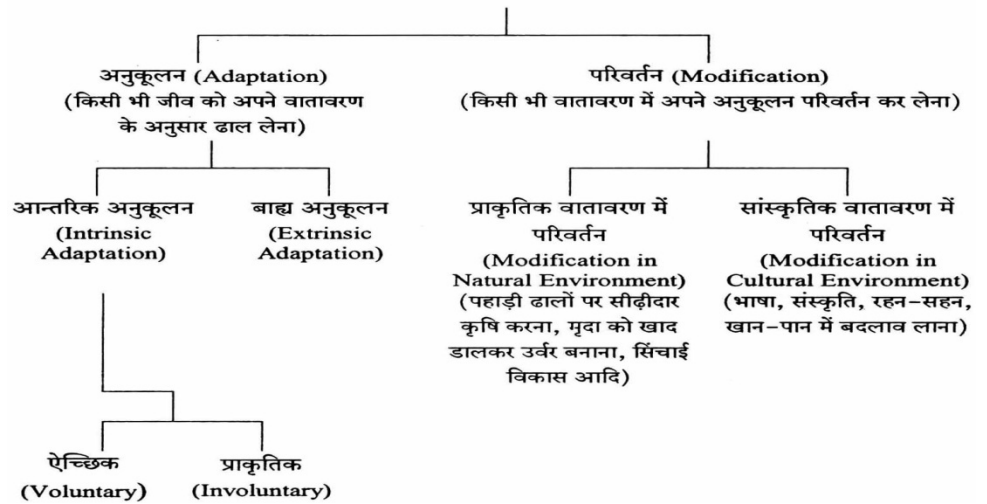 अनुकूलन (Adaptation)
(किसी भी जीव को अपने वातावरण
के अनुसार ढाल लेना)
परिवर्तन (Modification)
(किसी भी वातावरण में अपने अनुकूलन परिवर्तन कर लेना)
आन्तरिक अनुकूलन
(Intrinsic
Adaptation)
बाह्य अनुकूलन
(Extrinsic
Adaptation)
प्राकृतिक वातावरण में
परिवर्तन
(Modification in
Natural Environment)
(पहाड़ी ढालों पर सीढ़ीदार
कृषि करना, मृदा को खाद
डालकर उर्वर बनाना, सिंचाई
विकास आदि)
सांस्कृतिक वातावरण में
परिवर्तन
(Modification in
Cultural Environment)
(भाषा, संस्कृति, रहन-सहन,
खान-पान में बदलाव लाना)
ऐच्छिक
(Voluntary)
प्राकृतिक
(Involuntary)